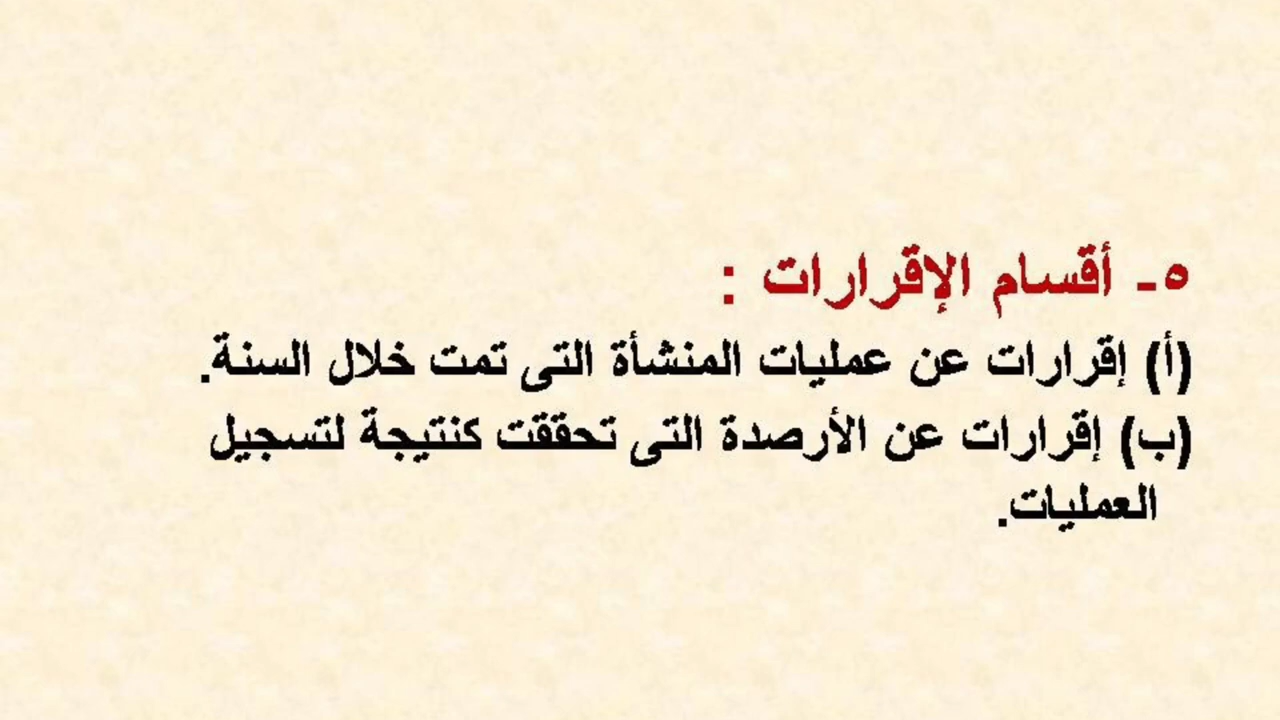 ٥- أقسام الإقرارات :
(أ) إقرارات عن عمليات المنشأة التى تمت خلال السنة.
(ب) إقرارات عن الأرصدة التى تحققت كنتيجة لتسجيل
العمليات.